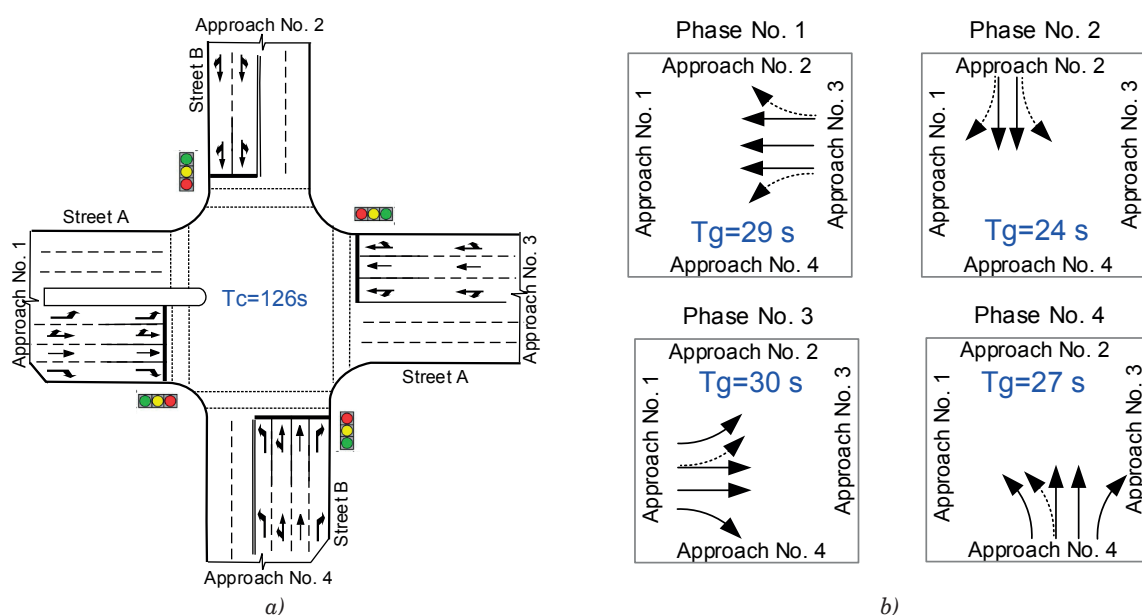 Approach No. 2
Street B
Street A
Approach No. 1
Tc=126s
Approach No. 3
Street A
Street B
Approach No. 4
a)
Phase No. 1
Approach No. 2
Approach No. 1
Approach No. 3
Tg=29 s
Approach No. 4
Phase No. 2
Approach No. 2
Approach No. 1
Approach No. 3
Tg=24 s
Approach No. 4
Phase No. 3
Approach No. 2
Tg=30 s
Approach No. 1
Approach No. 3
Approach No. 4
Phase No. 4
Approach No. 2
Tg=27 s
Approach No. 1
Approach No. 3
Approach No. 4
b)